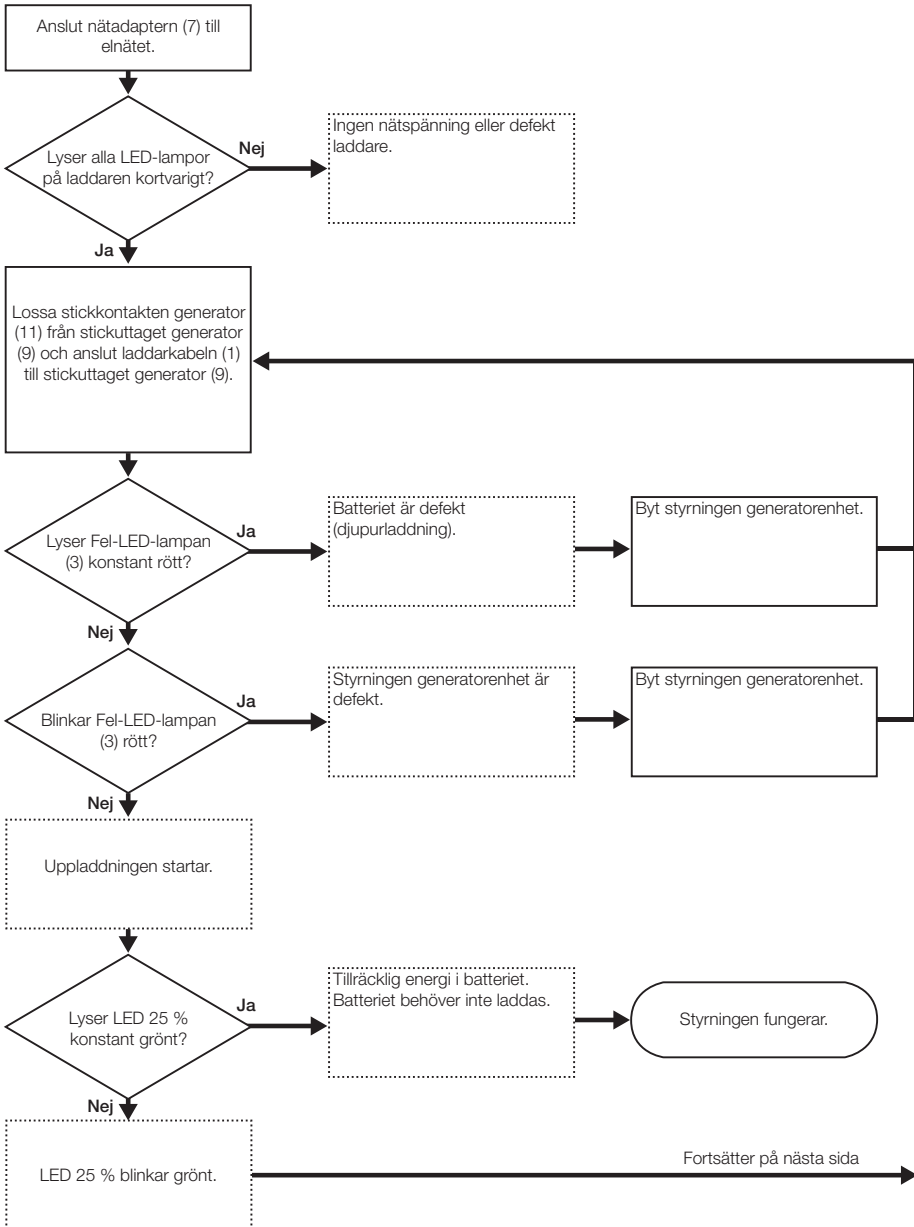 Anslut nätadaptern (7) till
elnätet.
Lyser alla LED-lampor
på laddaren kortvarigt?
Nej
Ingen nätspänning eller defekt
laddare.
Ja
Lossa stickkontakten generator
(11) från stickuttaget generator
(9) och anslut laddarkabeln (1)
till stickuttaget generator (9).
Lyser Fel-LED-lampan
(3) konstant rött?
Ja
Batteriet är defekt
(djupurladdning).
Byt styrningen generatorenhet.
Nej
Blinkar Fel-LED-lampan
(3) rött?
Ja
Styrningen generatorenhet är
defekt.
Byt styrningen generatorenhet.
Nej
Uppladdningen startar.
Lyser LED 25 %
konstant grönt?
Ja
Tillräcklig energi i batteriet.
Batteriet behöver inte laddas.
Styrningen fungerar.
Nej
LED 25 % blinkar grönt.
Fortsätter på nästa sida